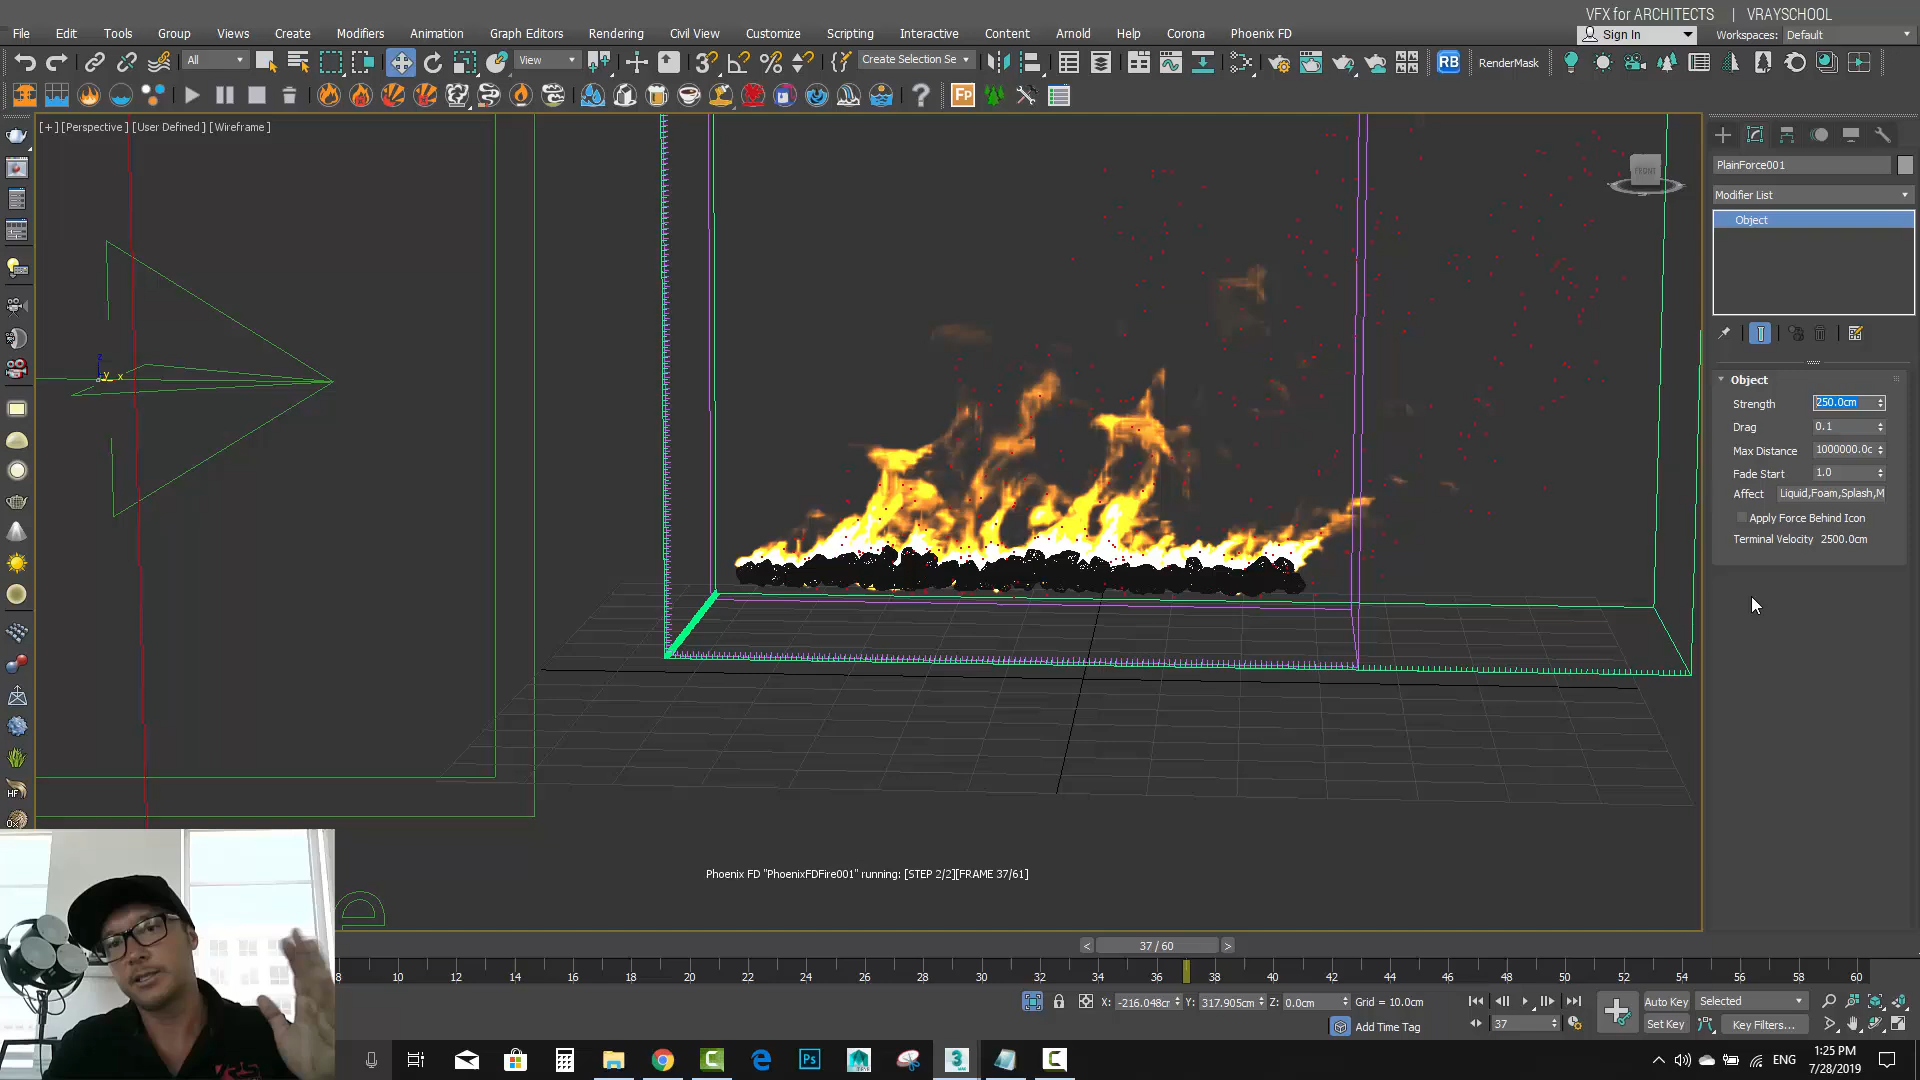 VFX for ARCHITECTS | VRAYSCHOOL
File Edit Tools Group Views Create Modifiers Animation Graph Editors Rendering Civil View Customize Scripting Interactive Content Arnold Help Corona Phoenix FD
Sign In Workspaces: Default
All View Create Selection Se RB RenderMask
Fp
[+] [Perspective ] [User Defined ] [Wireframe ]
PlainForce001
FRONT
Modifier List
Object
z
y x
Object
Strength 250.0cm
Drag 0.1
Max Distance 1000000.0c
Fade Start 1.0
Affect Liquid,Foam,Splash,M
Apply Force Behind Icon
Terminal Velocity 2500.0cm
HF
Phoenix FD "PhoenixFDFire001" running: [STEP 2/2][FRAME 37/61]
e
< 37 / 60 >
8 10 12 14 16 18 20 22 24 26 28 30 32 34 36 38 40 42 44 46 48 50 52 54 56 58 60
X: -216.048cm Y: 317.905cm Z: 0.0cm Grid = 10.0cm
Auto Key Selected
Add Time Tag
37
Set Key Key Filters...
Ps
3
ENG
1:25 PM
7/28/2019